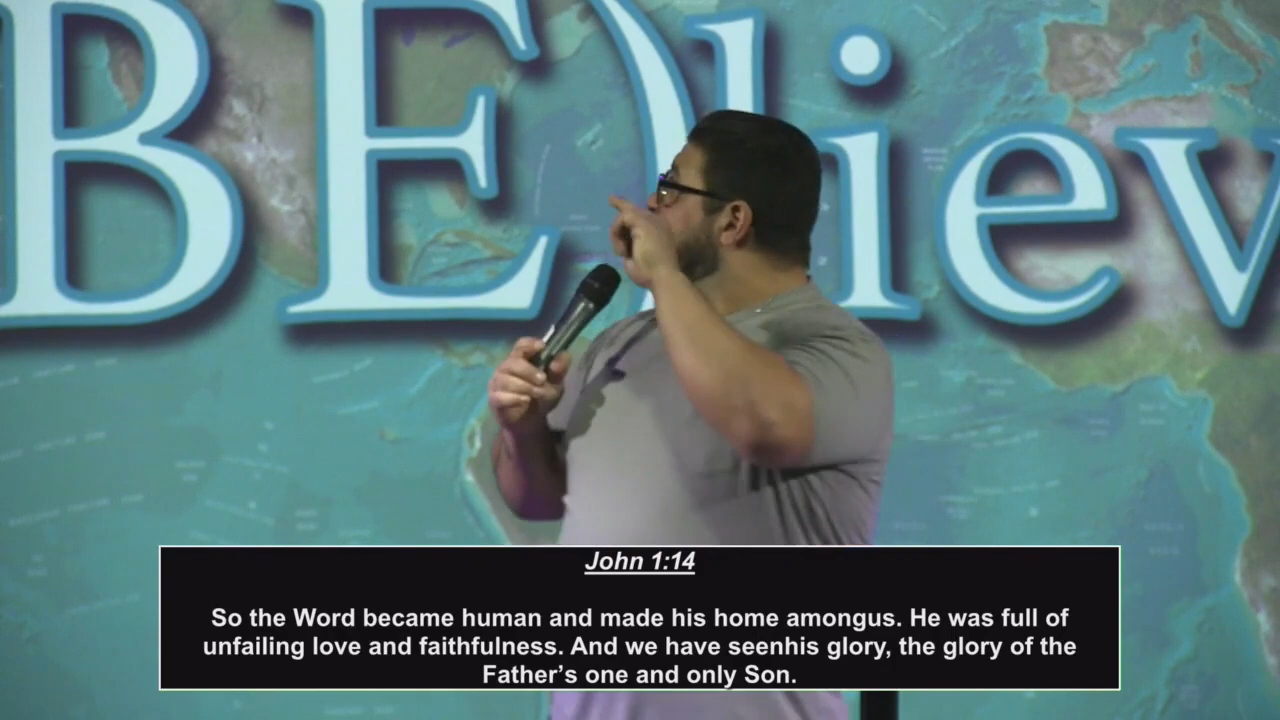 BE)liev
John 1:14
So the Word became human and made his home amongus. He was full of
unfailing love and faithfulness. And we have seenhis glory, the glory of the
Father’s one and only Son.